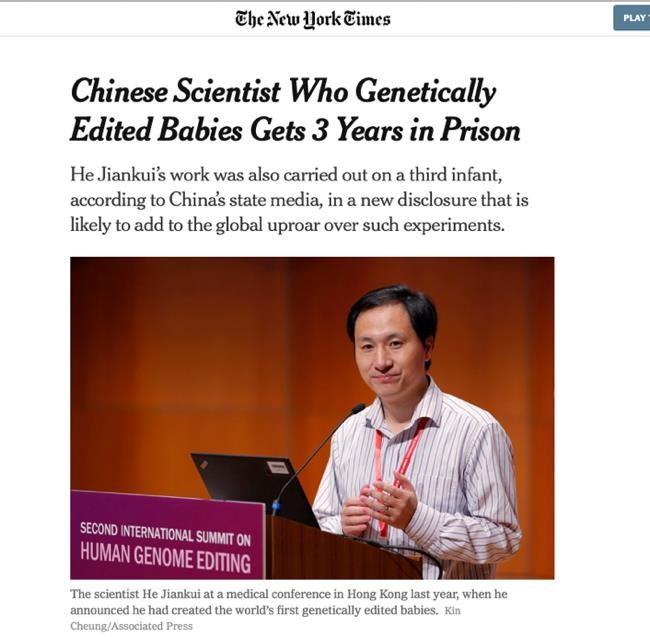 The New York Times
PLAY
Chinese Scientist Who Genetically
Edited Babies Gets 3 Years in Prison
He Jiankui’s work was also carried out on a third infant,
according to China’s state media, in a new disclosure that is
likely to add to the global uproar over such experiments.
SECOND INTERNATIONAL SUMMIT ON
HUMAN GENOME EDITING
The scientist He Jiankui at a medical conference in Hong Kong last year, when he
announced he had created the world’s first genetically edited babies. Kin
Cheung/Associated Press